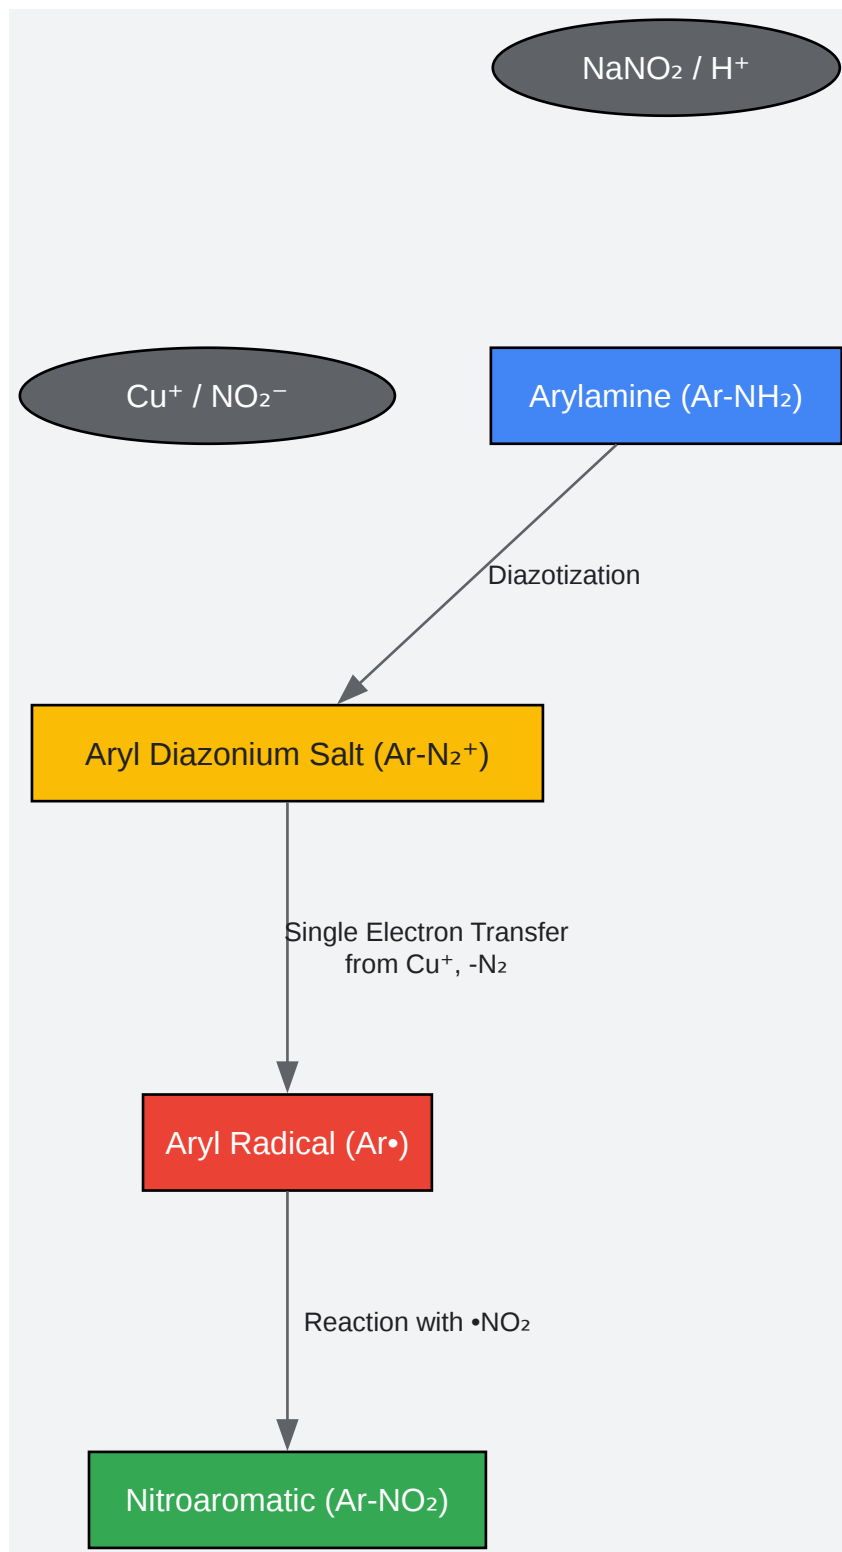 NaNO₂ / H⁺
Cu⁺ / NO₂⁻
Arylamine (Ar-NH₂)
Diazotization
Aryl Diazonium Salt (Ar-N₂⁺)
Single Electron Transfer
from Cu⁺, -N₂
Aryl Radical (Ar•)
Reaction with •NO₂
Nitroaromatic (Ar-NO₂)